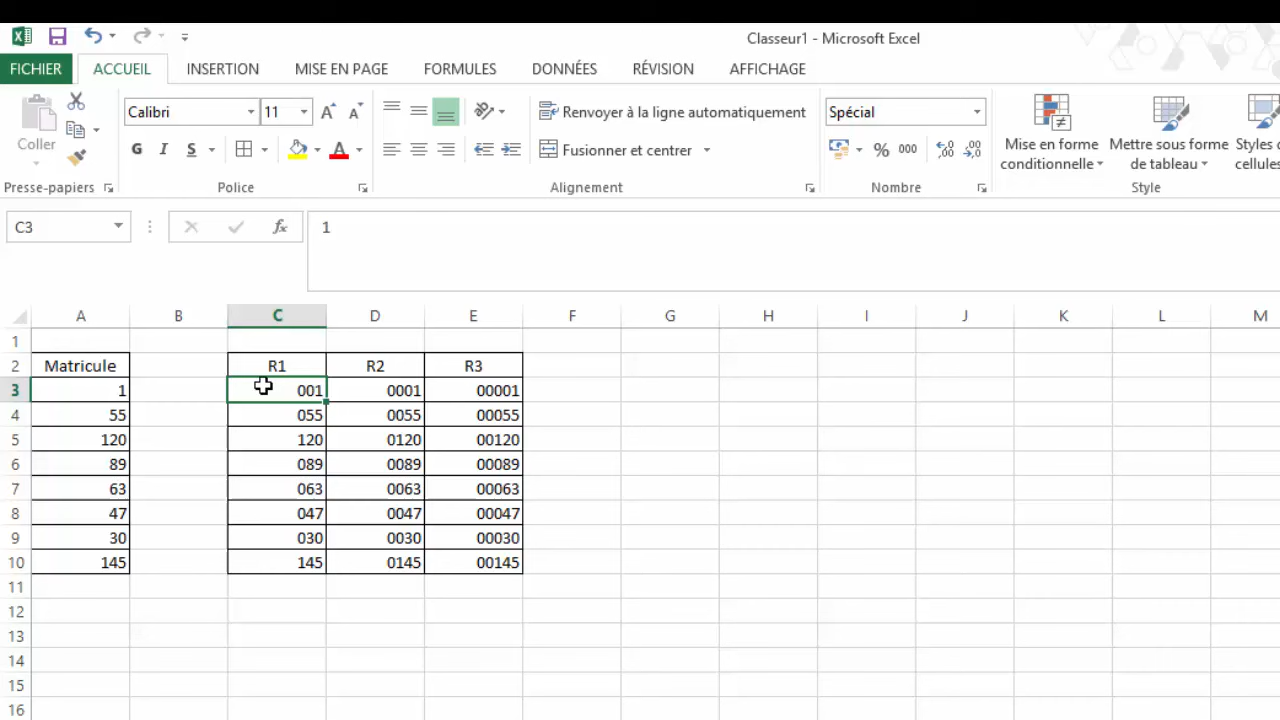 Classeur1 - Microsoft Excel
FICHIER ACCUEIL INSERTION MISE EN PAGE FORMULES DONNÉES RÉVISION AFFICHAGE
Coller
Calibri 11
G I S
Renvoyer à la ligne automatiquement
Fusionner et centrer
Spécial
% 000
Mise en forme conditionnelle
Mettre sous forme de tableau
Styles de cellules
Presse-papiers Police Alignement Nombre Style
C3 fx 1
A B C D E F G H I J K L M
1
2 Matricule R1 R2 R3
3 1 001 0001 00001
4 55 055 0055 00055
5 120 120 0120 00120
6 89 089 0089 00089
7 63 063 0063 00063
8 47 047 0047 00047
9 30 030 0030 00030
10 145 145 0145 00145
11
12
13
14
15
16